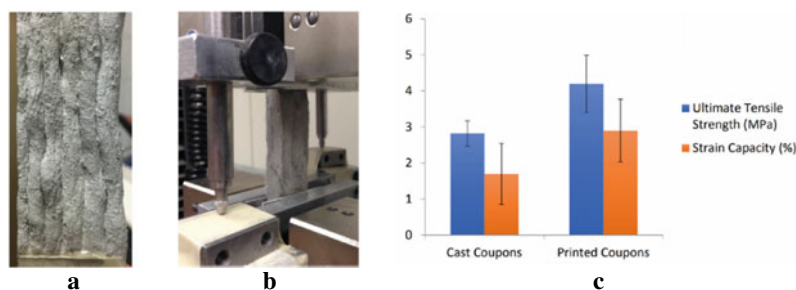 6
5
4
3
2
1
0
Cast Coupons
Printed Coupons
Ultimate Tensile
Strength (MPa)
Strain Capacity (%)
a
b
c